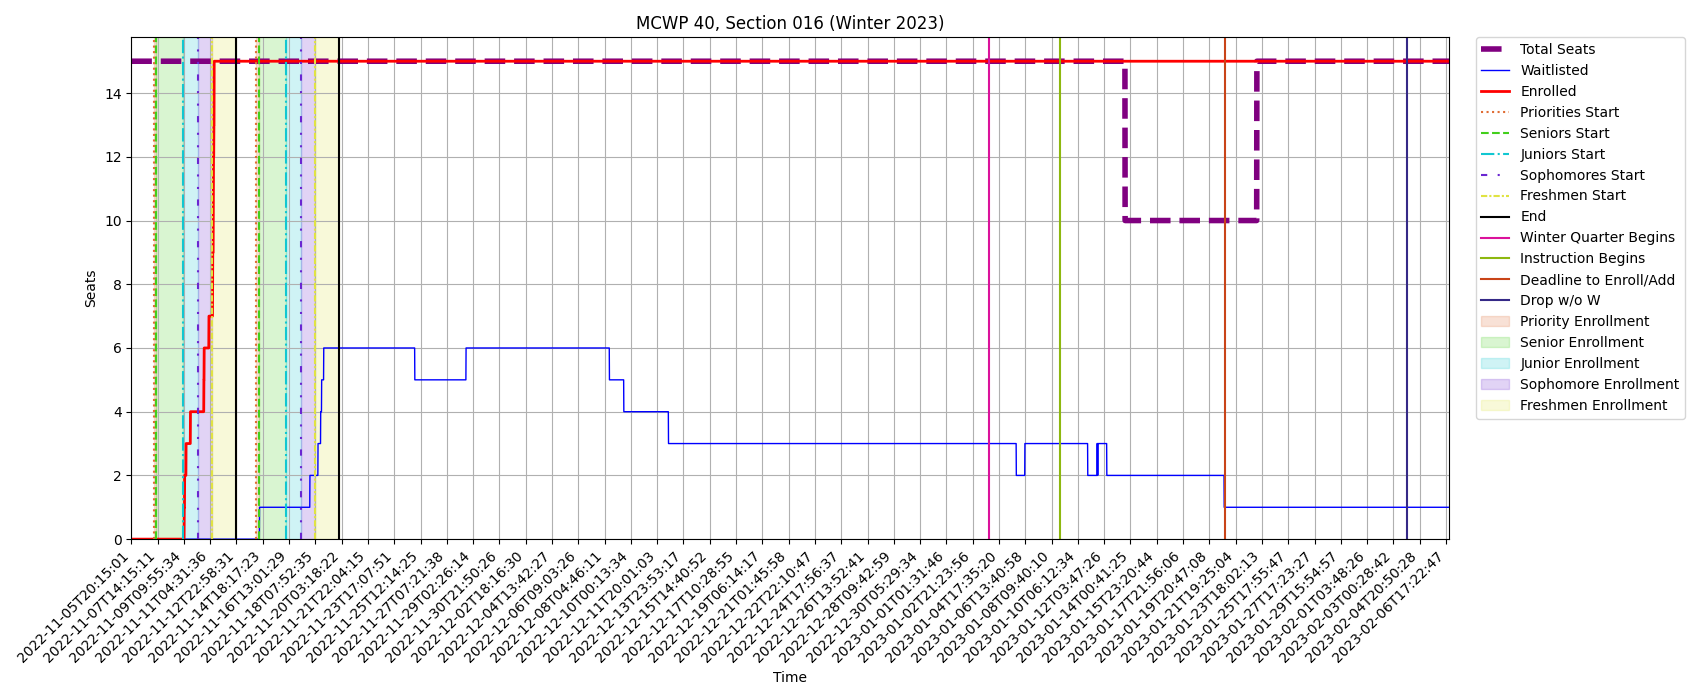 MCWP 40, Section 016 (Winter 2023)
Seats
14
12
10
8
6
4
2
0
2022-11-05T20:15:01
2022-11-07T14:15:11
2022-11-09T09:55:34
2022-11-11T04:31:36
2022-11-12T22:58:31
2022-11-14T18:17:23
2022-11-16T13:01:29
2022-11-18T07:52:35
2022-11-20T03:18:22
2022-11-21T22:04:15
2022-11-23T17:07:51
2022-11-25T12:14:25
2022-11-27T07:21:38
2022-11-29T02:26:14
2022-11-30T21:50:26
2022-12-02T18:16:30
2022-12-04T13:42:27
2022-12-06T09:03:26
2022-12-08T04:46:11
2022-12-10T00:13:34
2022-12-11T20:01:03
2022-12-13T23:53:17
2022-12-15T14:40:52
2022-12-17T10:28:55
2022-12-19T06:14:17
2022-12-21T01:45:58
2022-12-22T22:10:47
2022-12-24T17:56:37
2022-12-26T13:52:41
2022-12-28T09:42:59
2022-12-30T05:29:34
2023-01-01T01:31:46
2023-01-02T21:23:56
2023-01-04T17:35:20
2023-01-06T13:40:58
2023-01-08T09:40:10
2023-01-10T06:12:34
2023-01-12T03:47:26
2023-01-14T00:41:25
2023-01-15T23:20:44
2023-01-17T21:56:06
2023-01-19T20:47:08
2023-01-21T19:25:04
2023-01-23T18:02:13
2023-01-25T17:55:47
2023-01-27T17:23:27
2023-01-29T15:54:57
2023-02-01T03:48:26
2023-02-03T00:28:42
2023-02-04T20:50:28
2023-02-06T17:22:47
Time
Total Seats
Waitlisted
Enrolled
Priorities Start
Seniors Start
Juniors Start
Sophomores Start
Freshmen Start
End
Winter Quarter Begins
Instruction Begins
Deadline to Enroll/Add
Drop w/o W
Priority Enrollment
Senior Enrollment
Junior Enrollment
Sophomore Enrollment
Freshmen Enrollment